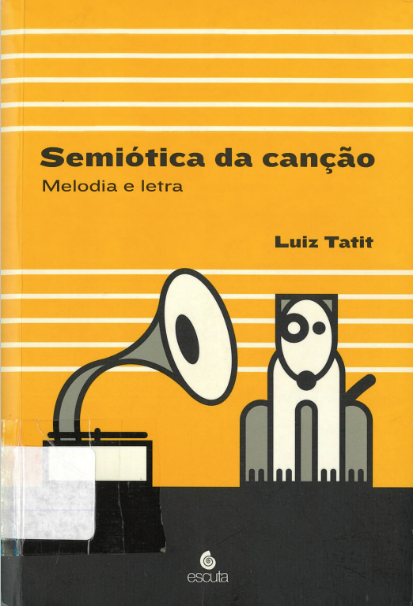 Semiótica da canção
Melodia e letra
Luiz Tatit
escuta